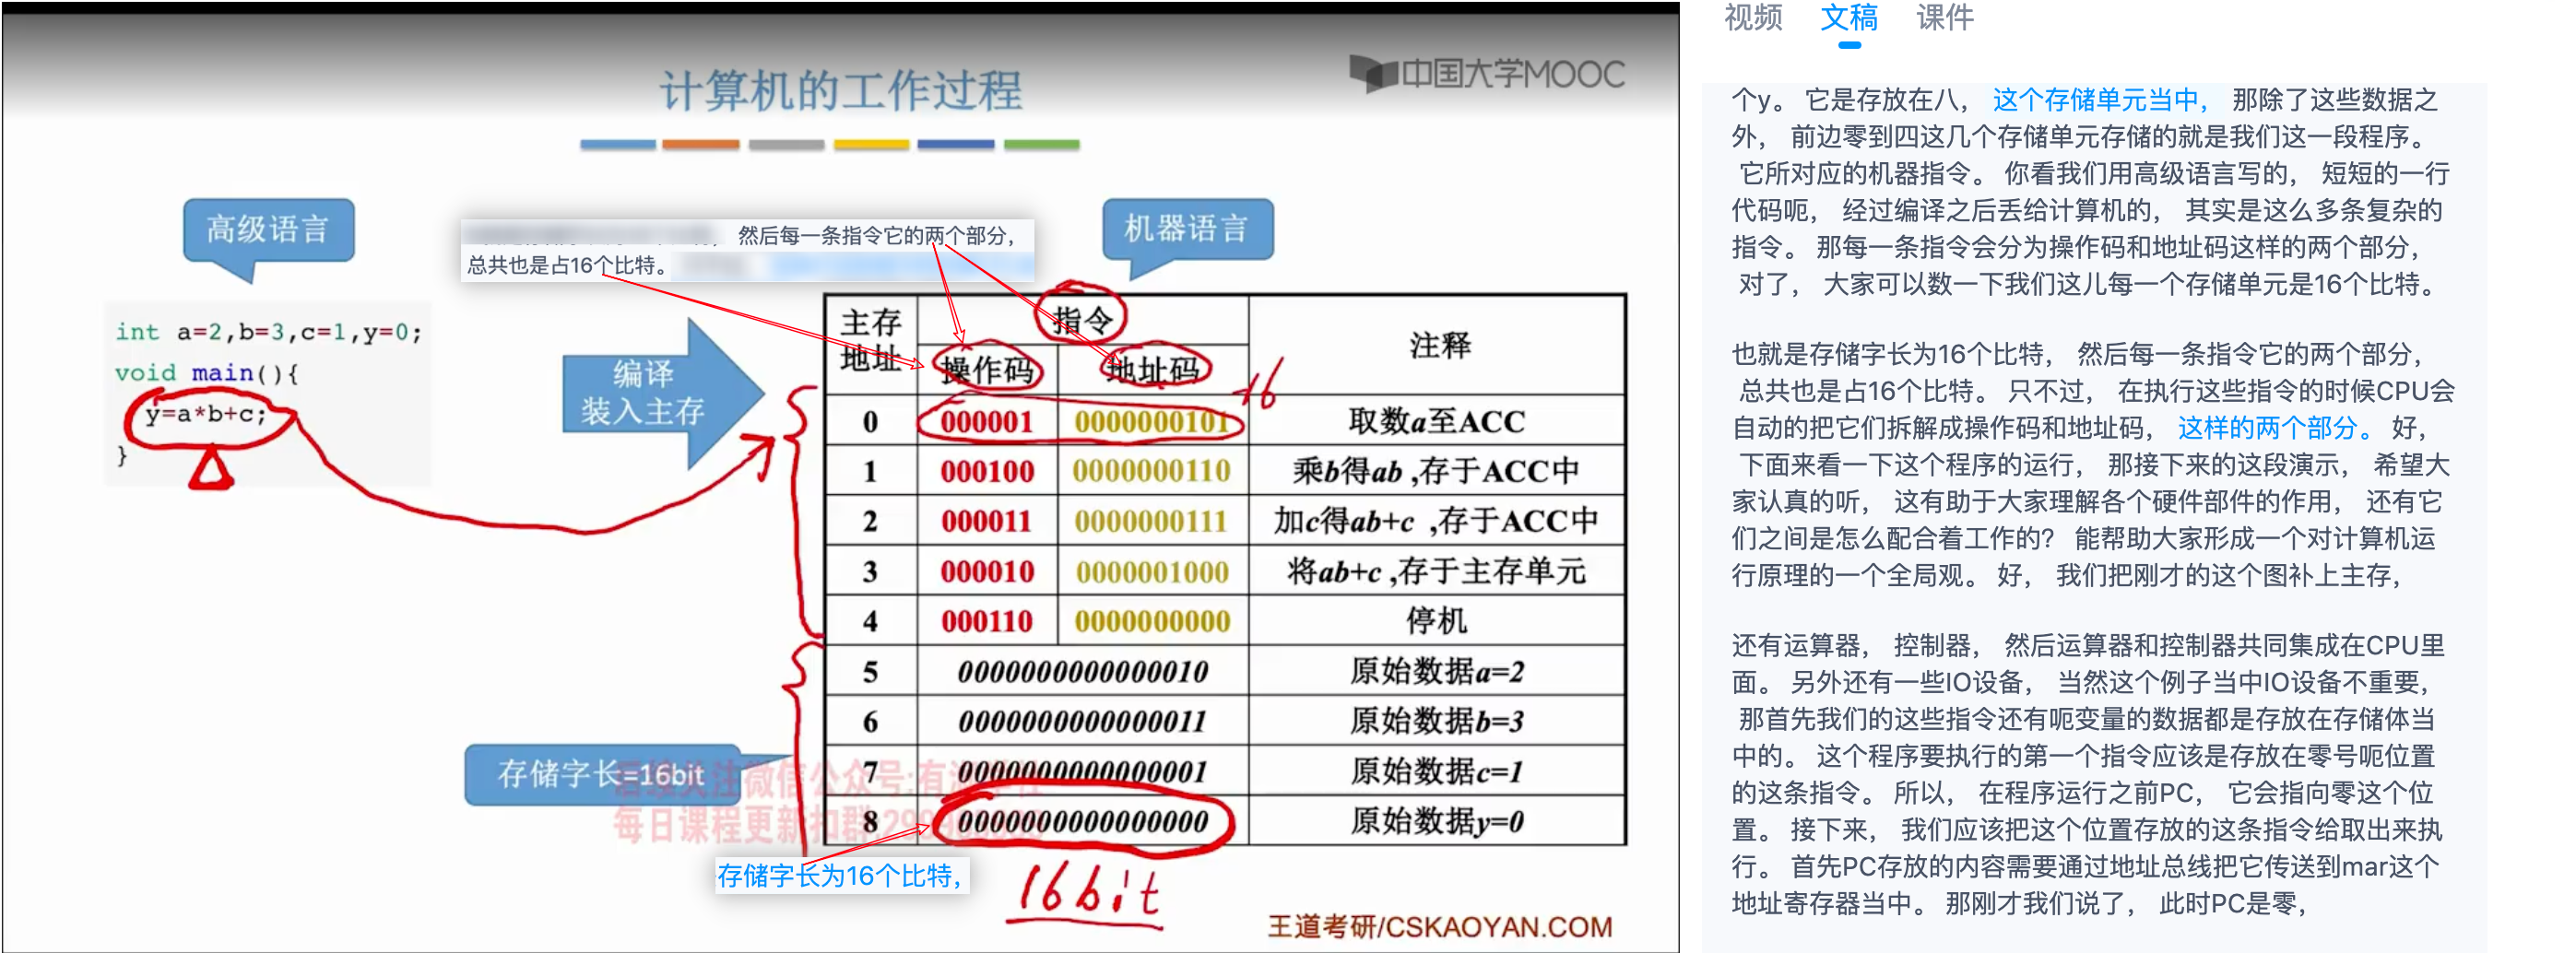 计算机的工作过程
中国大学MOOC
高级语言
int a=2,b=3,c=1,y=0;
void main(){
y=a*b+c;
}
然后每一条指令它的两个部分，
总共也是占16个比特。
编译
装入主存
机器语言
主存地址 指令 注释
操作码 地址码
16
0 000001 0000000101 取数a至ACC
1 000100 0000000110 乘b得ab ,存于ACC中
2 000011 0000000111 加c得ab+c ,存于ACC中
3 000010 0000001000 将ab+c ,存于主存单元
4 000110 0000000000 停机
5 0000000000000010 原始数据a=2
6 0000000000000011 原始数据b=3
7 0000000000000001 原始数据c=1
8 0000000000000000 原始数据y=0
存储字长=16bit
存储字长为16个比特，
16bit
王道考研/CSKAOYAN.COM
视频 文稿 课件
个y。 它是存放在八， 这个存储单元当中， 那除了这些数据之
外， 前边零到四这几个存储单元存储的就是我们这一段程序。
它所对应的机器指令。 你看我们用高级语言写的， 短短的一行
代码呃， 经过编译之后丢给计算机的， 其实是这么多条复杂的
指令。 那每一条指令会分为操作码和地址码这样的两个部分，
对了， 大家可以数一下我们这儿每一个存储单元是16个比特。
也就是存储字长为16个比特， 然后每一条指令它的两个部分，
总共也是占16个比特。 只不过， 在执行这些指令的时候CPU会
自动的把它们拆解成操作码和地址码， 这样的两个部分。 好，
下面来看一下这个程序的运行， 那接下来的这段演示， 希望大
家认真的听， 这有助于大家理解各个硬件部件的作用， 还有它
们之间是怎么配合着工作的？ 能帮助大家形成一个对计算机运
行原理的一个全局观。 好， 我们把刚才的这个图补上主存，
还有运算器， 控制器， 然后运算器和控制器共同集成在CPU里
面。 另外还有一些IO设备， 当然这个例子当中IO设备不重要，
那首先我们的这些指令还有呃变量的数据都是存放在存储体当
中的。 这个程序要执行的第一个指令应该是存放在零号呃位置
的这条指令。 所以， 在程序运行之前PC， 它会指向零这个位
置。 接下来， 我们应该把这个位置存放的这条指令给取出来执
行。 首先PC存放的内容需要通过地址总线把它传送到mar这个
地址寄存器当中。 那刚才我们说了， 此时PC是零，